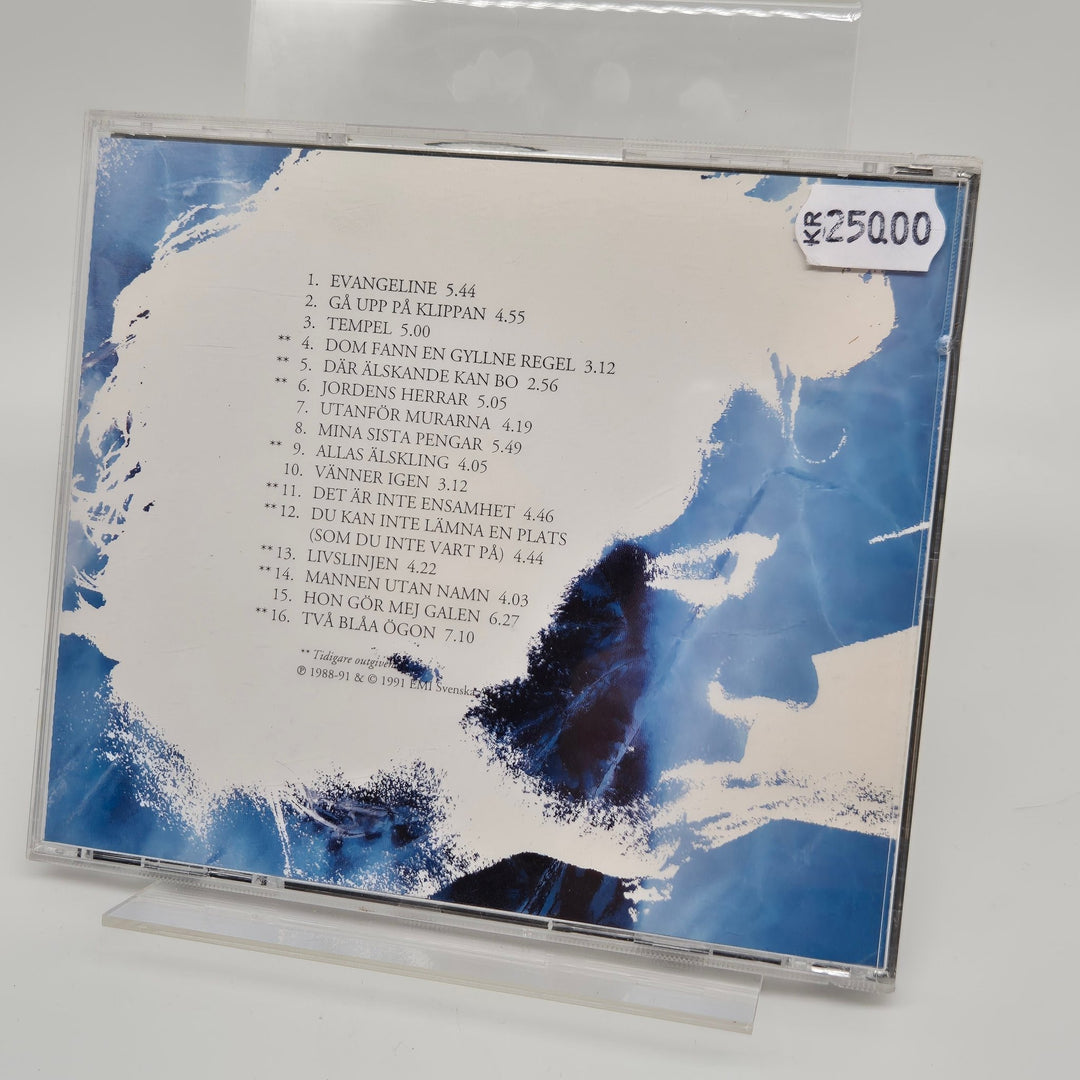 KR 250,00
1. EVANGELINE 5.44
2. GÅ UPP PÅ KLIPPAN 4.55
3. TEMPEL 5.00
** 4. DOM FANN EN GYLLNE REGEL 3.12
** 5. DÄR ÄLSKANDE KAN BO 2.56
** 6. JORDENS HERRAR 5.05
7. UTANFÖR MURARNA 4.19
8. MINA SISTA PENGAR 5.49
** 9. ALLAS ÄLSKLING 4.05
10. VÄNNER IGEN 3.12
** 11. DET ÄR INTE ENSAMHET 4.46
** 12. DU KAN INTE LÄMNA EN PLATS
(SOM DU INTE VART PÅ) 4.44
** 13. LIVSLINJEN 4.22
** 14. MANNEN UTAN NAMN 4.03
15. HON GÖR MEJ GALEN 6.27
** 16. TVÅ BLÅA ÖGON 7.10
** Tidigare outgiven
℗ 1988-91 & © 1991 EMI Svenska